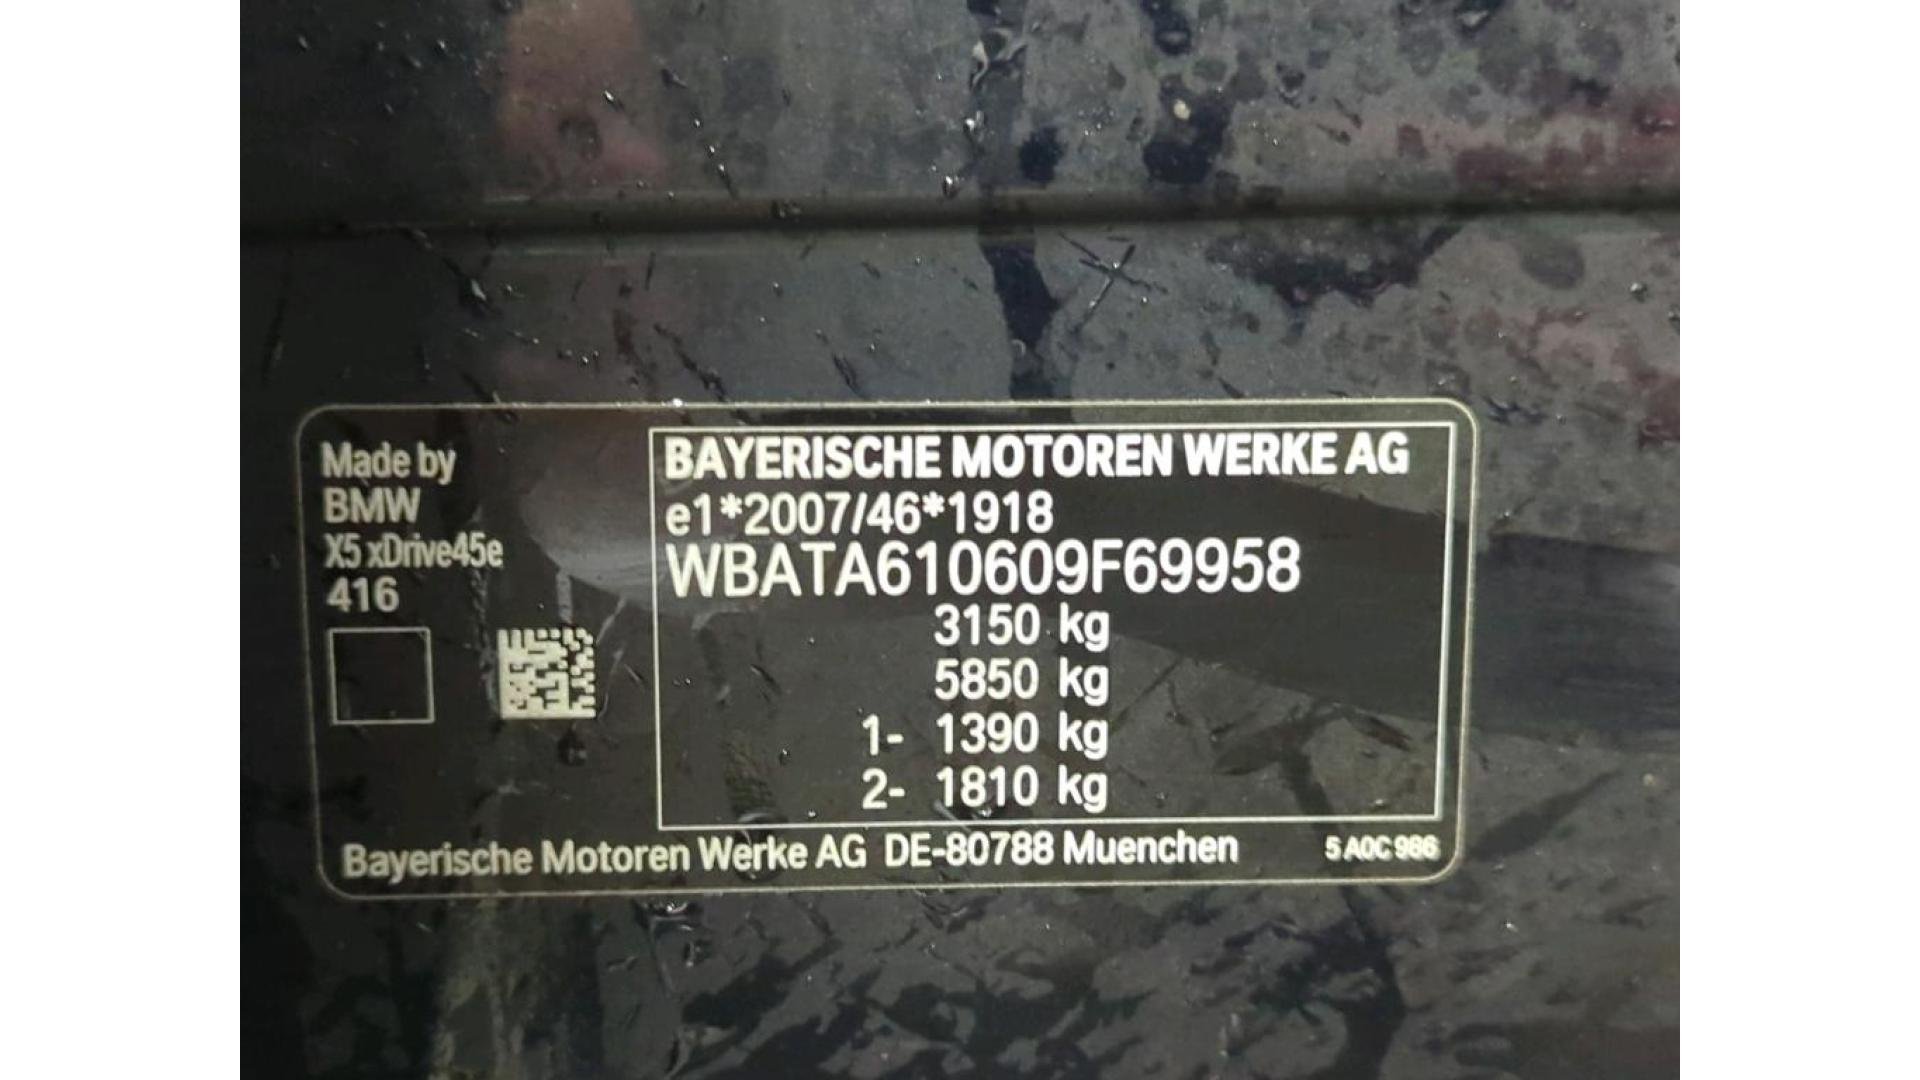 Made by
BMW
X5 xDrive45e
416
BAYERISCHE MOTOREN WERKE AG
e1*2007/46*1918
WBATA610609F69958
3150 kg
5850 kg
1- 1390 kg
2- 1810 kg
Bayerische Motoren Werke AG DE-80788 Muenchen
5 A0C 986